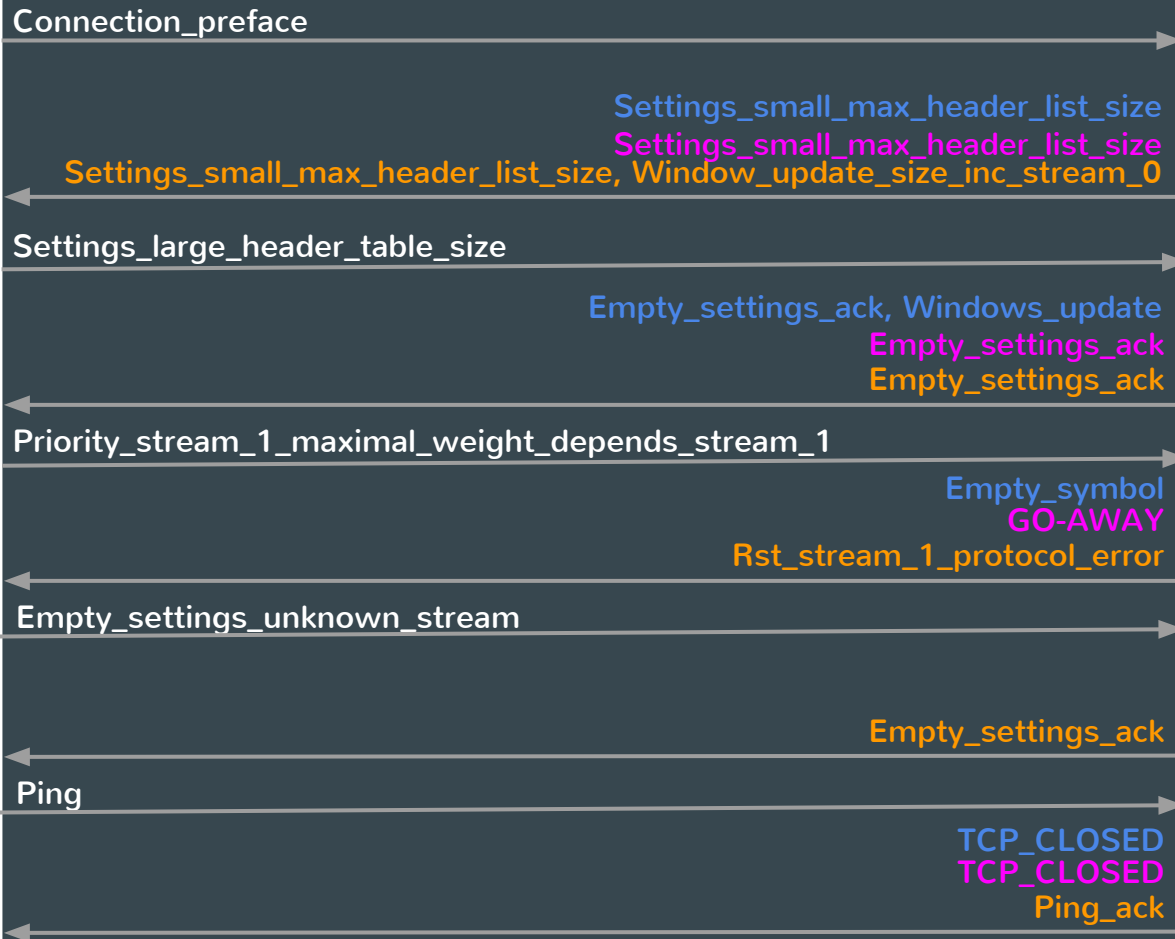 Connection_preface
Settings_small_max_header_list_size
Settings_small_max_header_list_size
Settings_small_max_header_list_size, Window_update_size_inc_stream_0
Settings_large_header_table_size
Empty_settings_ack, Windows_update
Empty_settings_ack
Empty_settings_ack
Priority_stream_1_maximal_weight_depends_stream_1
Empty_symbol
GO-AWAY
Rst_stream_1_protocol_error
Empty_settings_unknown_stream
Empty_settings_ack
Ping
TCP_CLOSED
TCP_CLOSED
Ping_ack